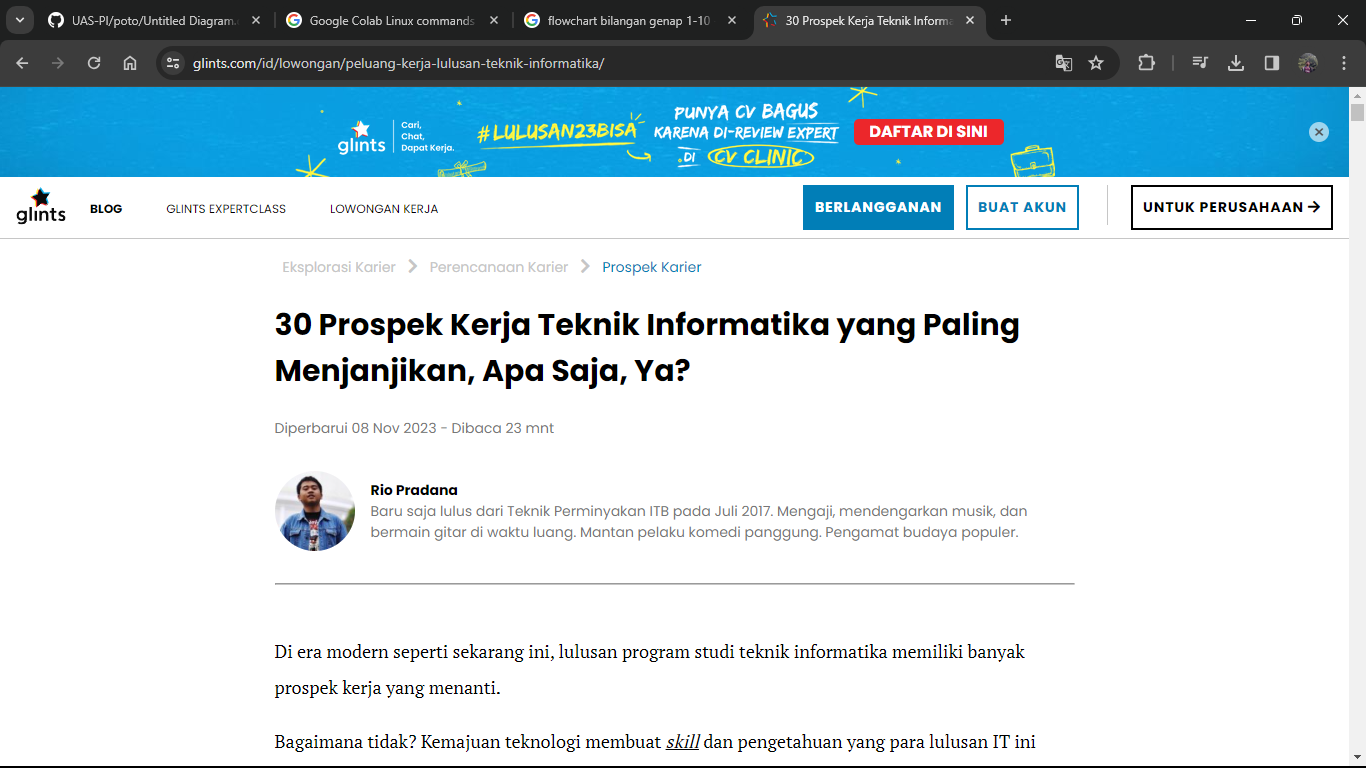 UAS-PI/poto/Untitled Diagram.
Google Colab Linux commands
flowchart bilangan genap 1-10
30 Prospek Kerja Teknik Informa
glints.com/id/lowongan/peluang-kerja-lulusan-teknik-informatika/
glints
Cari,
Chat,
Dapat Kerja.
#LULUSAN23BISA
PUNYA CV BAGUS
KARENA DI-REVIEW EXPERT
DI CV CLINIC
DAFTAR DI SINI
glints
BLOG
GLINTS EXPERTCLASS
LOWONGAN KERJA
BERLANGGANAN
BUAT AKUN
UNTUK PERUSAHAAN →
Eksplorasi Karier > Perencanaan Karier > Prospek Karier
30 Prospek Kerja Teknik Informatika yang Paling
Menjanjikan, Apa Saja, Ya?
Diperbarui 08 Nov 2023 - Dibaca 23 mnt
Rio Pradana
Baru saja lulus dari Teknik Perminyakan ITB pada Juli 2017. Mengaji, mendengarkan musik, dan
bermain gitar di waktu luang. Mantan pelaku komedi panggung. Pengamat budaya populer.
Di era modern seperti sekarang ini, lulusan program studi teknik informatika memiliki banyak
prospek kerja yang menanti.
Bagaimana tidak? Kemajuan teknologi membuat skill dan pengetahuan yang para lulusan IT ini